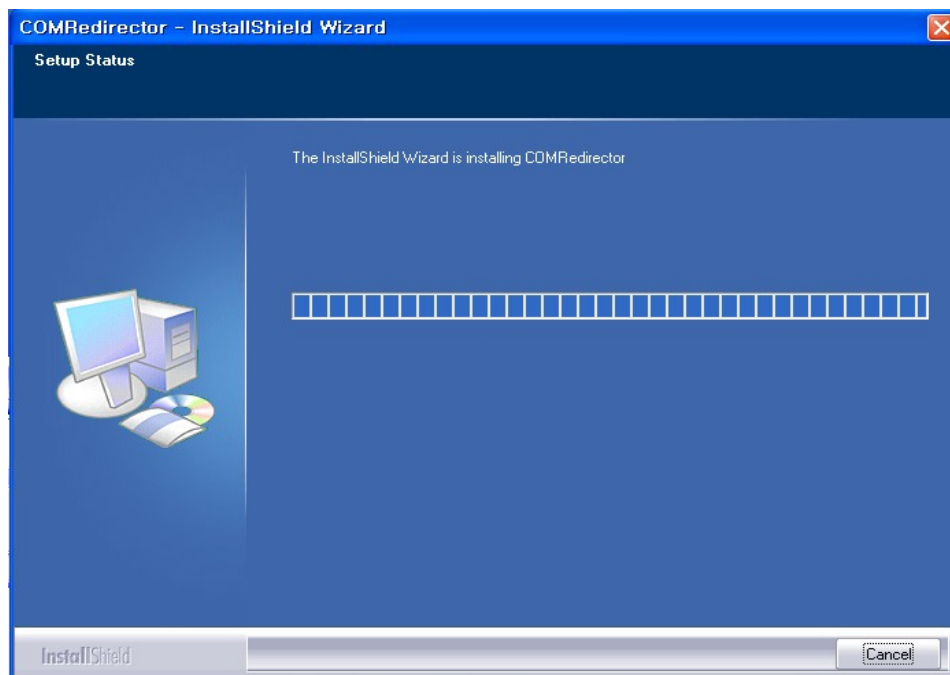 COMRedirector - InstallShield Wizard
Setup Status
The InstallShield Wizard is installing COMRedirector
InstallShield
Cancel